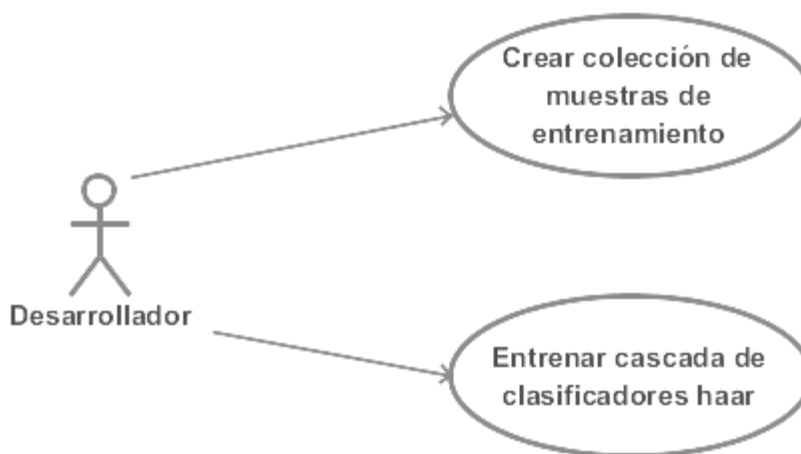 Crear colección de
muestras de
entrenamiento
Desarrollador
Entrenar cascada de
clasificadores haar